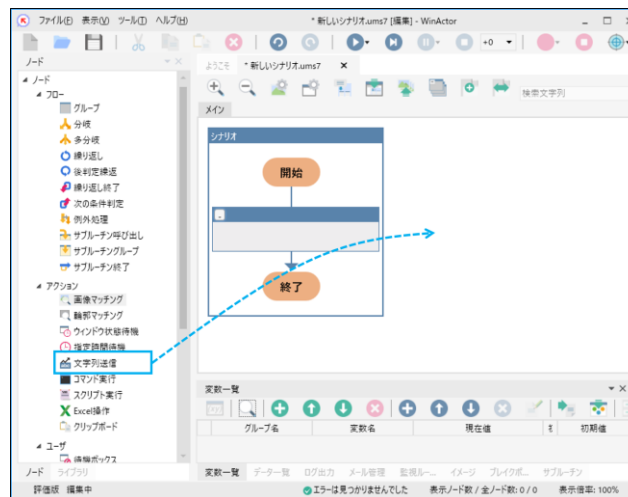 ファイル(F) 表示(V) ツール(T) ヘルプ(H)
* 新しいシナリオ.ums7 [編集] - WinActor
+0
ノード
ようこそ * 新しいシナリオ.ums7
検索文字列
メイン
ノード
フロー
グループ
分岐
多分岐
繰り返し
後判定繰返
繰り返し終了
次の条件判定
例外処理
サブルーチン呼び出し
サブルーチングループ
サブルーチン終了
アクション
画像マッチング
輪郭マッチング
ウィンドウ状態待機
指定時間待機
文字列送信
コマンド実行
スクリプト実行
Excel操作
クリップボード
ユーザ
待機ボックス
シナリオ
開始
終了
変数一覧
グループ名 変数名 現在値 初期値
ノード ライブラリ
変数一覧 データ一覧 ログ出力 メール管理 監視ルー... イメージ ブレイクポ... サブルーチン
評価版 編集中
エラーは見つかりませんでした 表示ノード数 / 全ノード数: 0 / 0 表示倍率: 100%